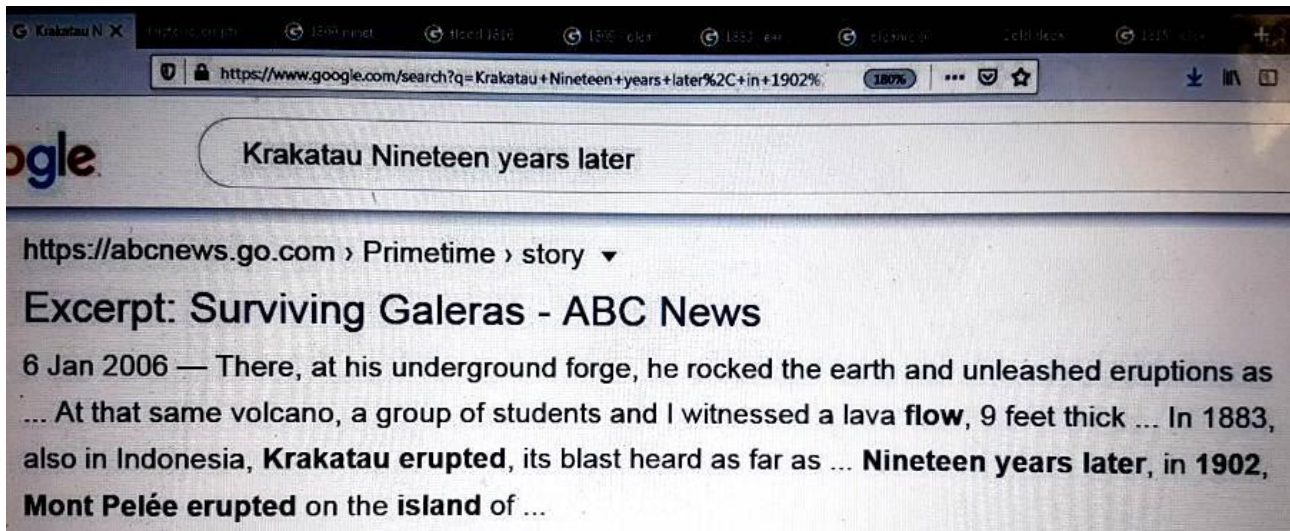 Krakatau N
https://www.google.com/search?q=Krakatau+Nineteen+years+later%2C+in+1902%
180%
ogle
Krakatau Nineteen years later
https://abcnews.go.com › Primetime › story
Excerpt: Surviving Galeras - ABC News
6 Jan 2006 — There, at his underground forge, he rocked the earth and unleashed eruptions as
... At that same volcano, a group of students and I witnessed a lava flow, 9 feet thick ... In 1883,
also in Indonesia, Krakatau erupted, its blast heard as far as ... Nineteen years later, in 1902,
Mont Pelée erupted on the island of ...